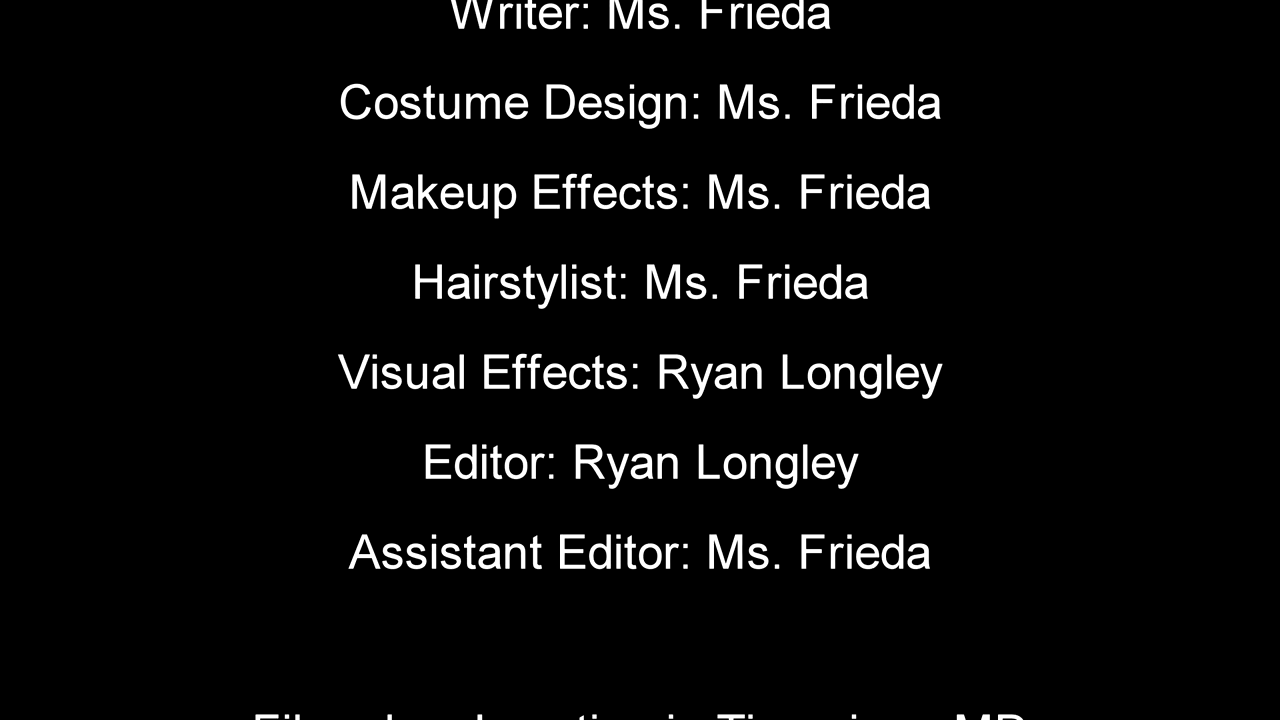 Writer: Ms. Frieda
Costume Design: Ms. Frieda
Makeup Effects: Ms. Frieda
Hairstylist: Ms. Frieda
Visual Effects: Ryan Longley
Editor: Ryan Longley
Assistant Editor: Ms. Frieda